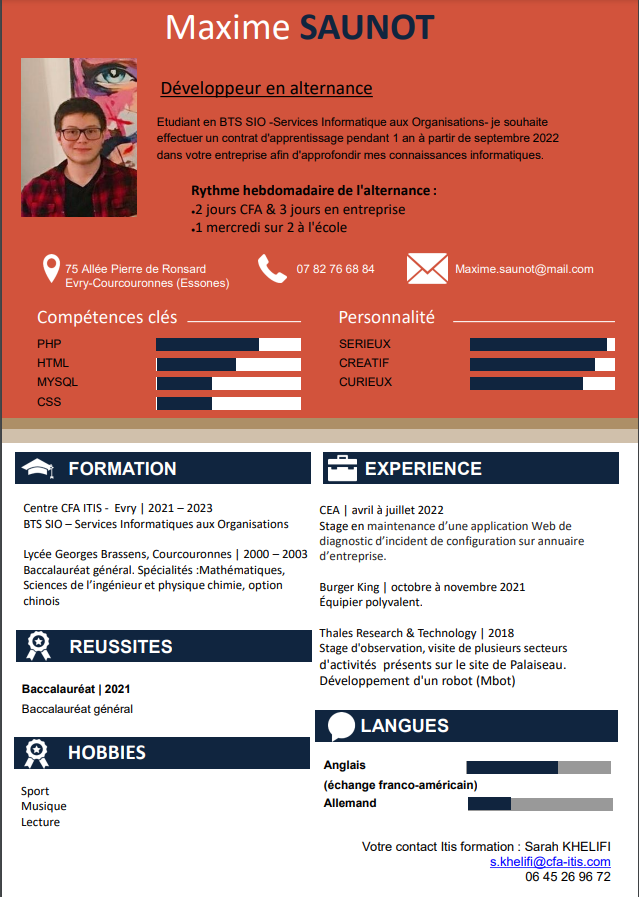 Maxime SAUNOT
Développeur en alternance
Etudiant en BTS SIO -Services Informatique aux Organisations- je souhaite
effectuer un contrat d'apprentissage pendant 1 an à partir de septembre 2022
dans votre entreprise afin d'approfondir mes connaissances informatiques.
Rythme hebdomadaire de l'alternance :
•2 jours CFA & 3 jours en entreprise
•1 mercredi sur 2 à l'école
75 Allée Pierre de Ronsard
Evry-Courcouronnes (Essones)
07 82 76 68 84
Maxime.saunot@mail.com
Compétences clés
PHP
HTML
MYSQL
CSS
Personnalité
SERIEUX
CREATIF
CURIEUX
FORMATION
Centre CFA ITIS - Evry | 2021 – 2023
BTS SIO – Services Informatiques aux Organisations
Lycée Georges Brassens, Courcouronnes | 2000 – 2003
Baccalauréat général. Spécialités :Mathématiques,
Sciences de l'ingénieur et physique chimie, option
chinois
REUSSITES
Baccalauréat | 2021
Baccalauréat général
HOBBIES
Sport
Musique
Lecture
EXPERIENCE
CEA | avril à juillet 2022
Stage en maintenance d'une application Web de
diagnostic d'incident de configuration sur annuaire
d'entreprise.
Burger King | octobre à novembre 2021
Équipier polyvalent.
Thales Research & Technology | 2018
Stage d'observation, visite de plusieurs secteurs
d'activités présents sur le site de Palaiseau.
Développement d'un robot (Mbot)
LANGUES
Anglais
(échange franco-américain)
Allemand
Votre contact Itis formation : Sarah KHELIFI
s.khelifi@cfa-itis.com
06 45 26 96 72